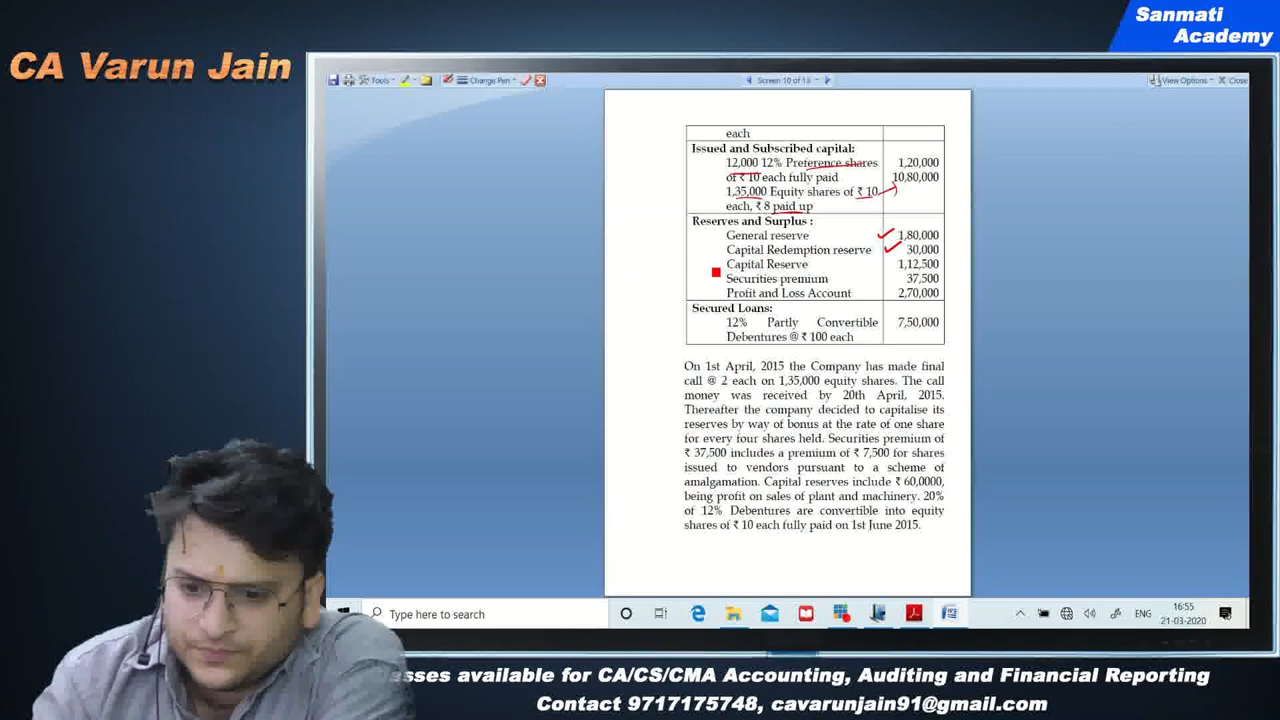 Sanmati
Academy
CA Varun Jain
Tools
Change Pen
Screen 10 of 13
View Options
Close
each
Issued and Subscribed capital:
12,000 12% Preference shares 1,20,000
of ₹ 10 each fully paid 10,80,000
1,35,000 Equity shares of ₹ 10
each, ₹ 8 paid up
Reserves and Surplus :
General reserve 1,80,000
Capital Redemption reserve 30,000
Capital Reserve 1,12,500
Securities premium 37,500
Profit and Loss Account 2,70,000
Secured Loans:
12% Partly Convertible 7,50,000
Debentures @ ₹ 100 each
On 1st April, 2015 the Company has made final
call @ 2 each on 1,35,000 equity shares. The call
money was received by 20th April, 2015.
Thereafter the company decided to capitalise its
reserves by way of bonus at the rate of one share
for every four shares held. Securities premium of
₹ 37,500 includes a premium of ₹ 7,500 for shares
issued to vendors pursuant to a scheme of
amalgamation. Capital reserves include ₹ 60,0000,
being profit on sales of plant and machinery. 20%
of 12% Debentures are convertible into equity
shares of ₹ 10 each fully paid on 1st June 2015.
Type here to search
ENG
16:55
21-03-2020
asses available for CA/CS/CMA Accounting, Auditing and Financial Reporting
Contact 9717175748, cavarunjain91@gmail.com